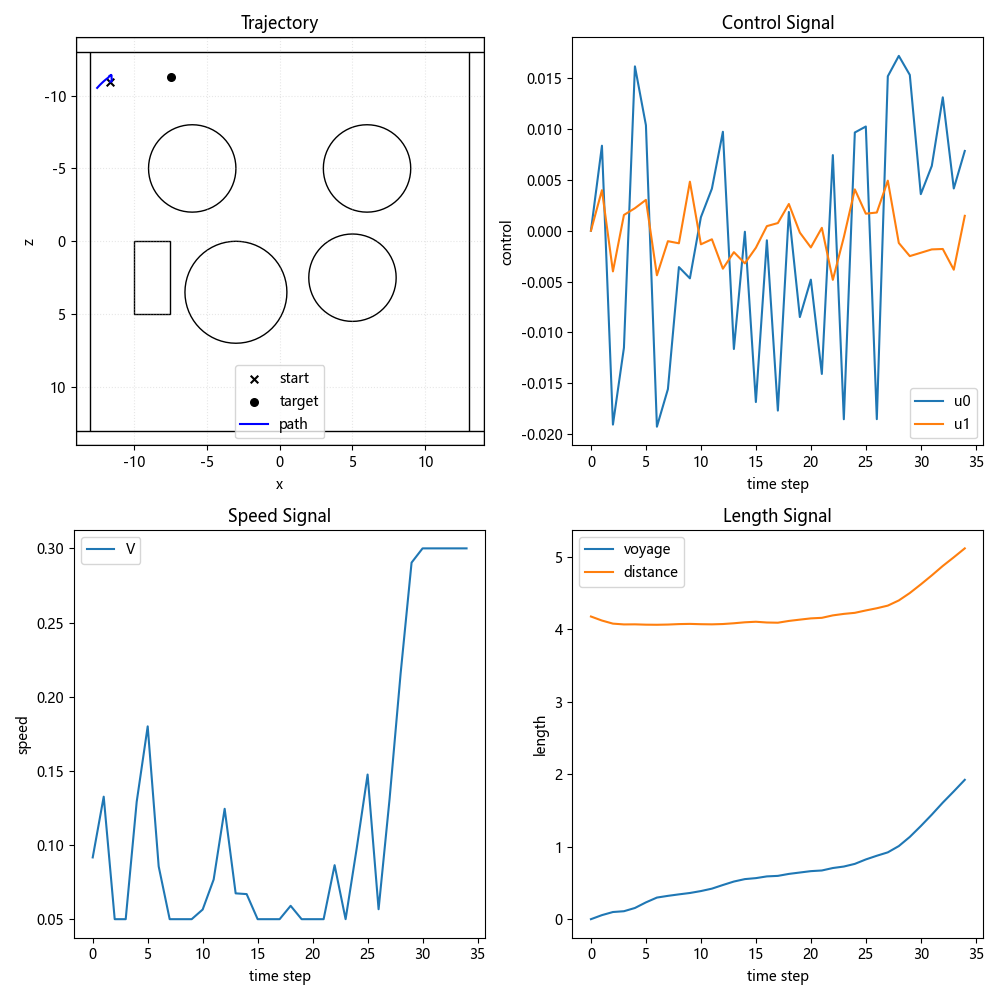 Trajectory
-10
-5
0
5
10
z
start
target
path
-10
-5
0
5
10
x
Control Signal
0.015
0.010
0.005
0.000
-0.005
-0.010
-0.015
-0.020
control
u0
u1
0
5
10
15
20
25
30
35
time step
Speed Signal
V
0.30
0.25
0.20
0.15
0.10
0.05
speed
0
5
10
15
20
25
30
35
time step
Length Signal
voyage
distance
5
4
3
2
1
0
length
0
5
10
15
20
25
30
35
time step